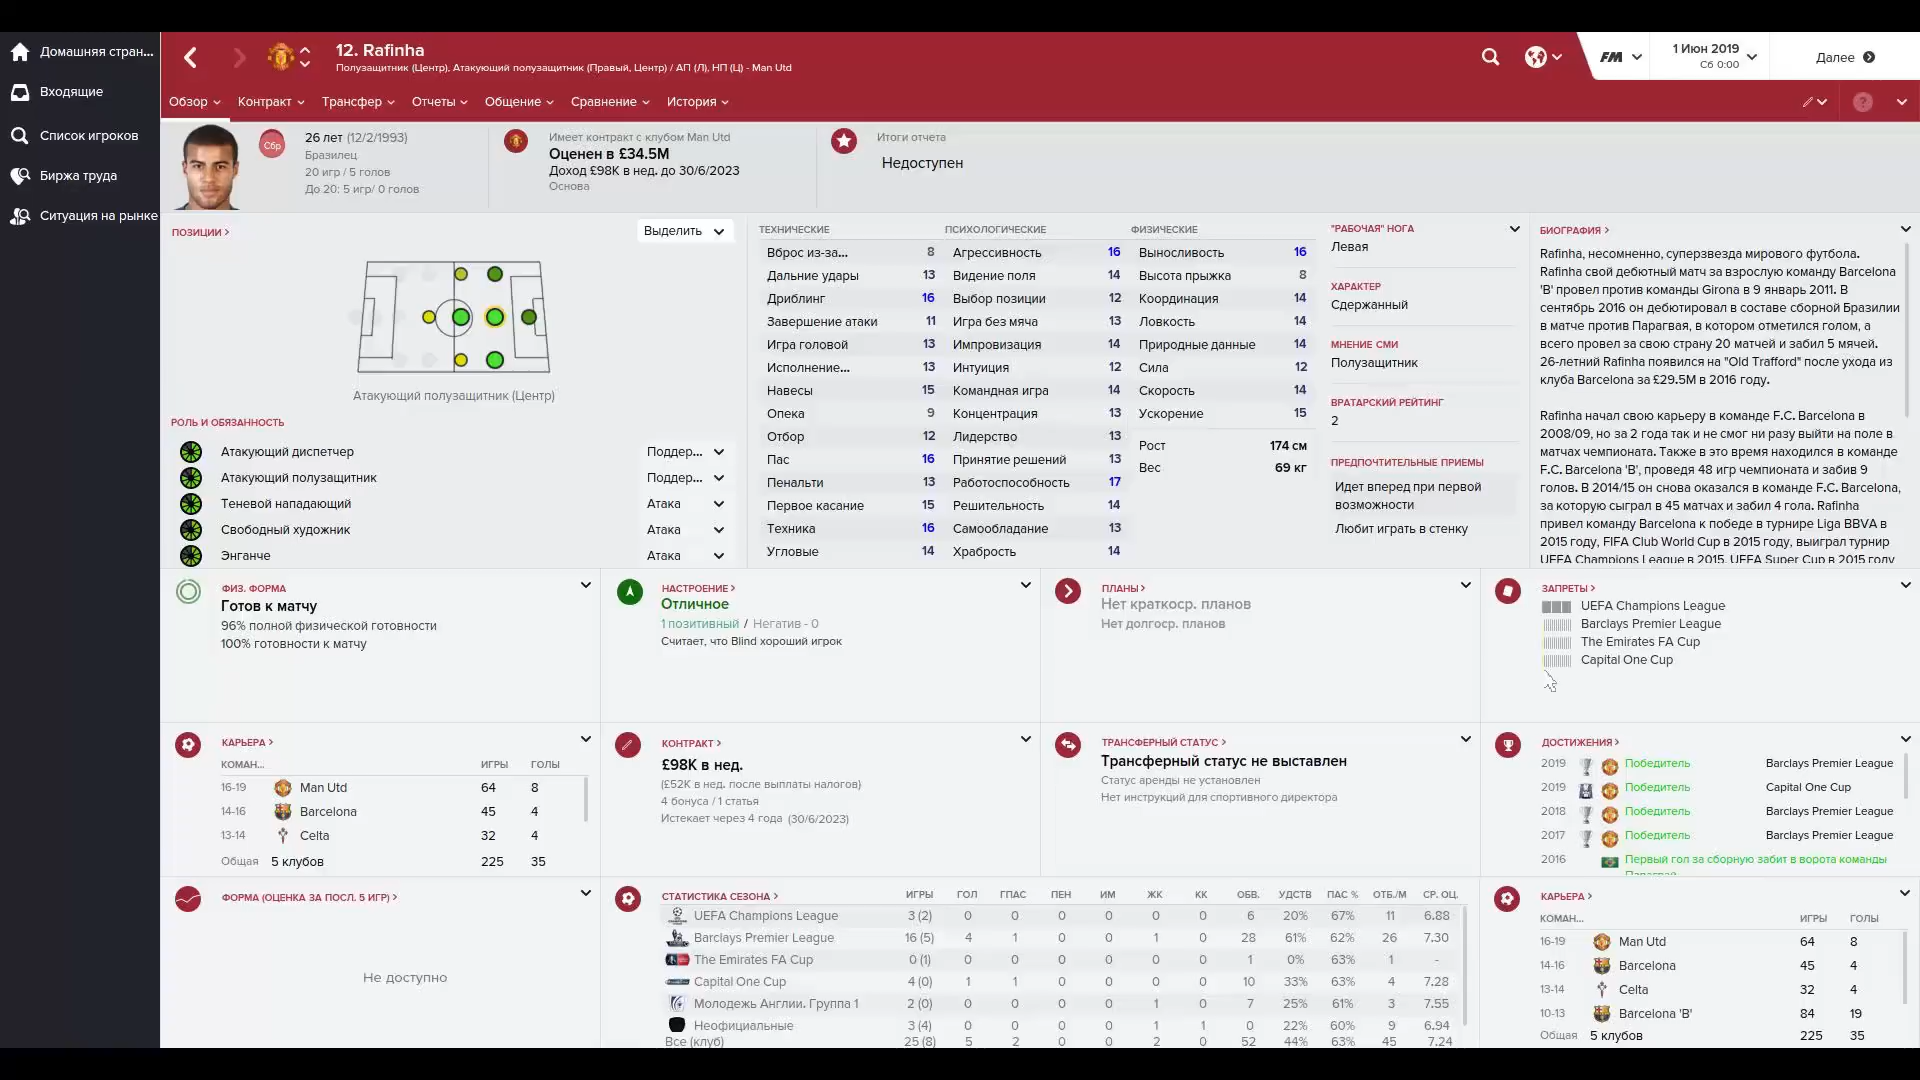 Домашняя стран...
Входящие
Список игроков
Биржа труда
Ситуация на рынке
12. Rafinha
Полузащитник (Центр), Атакующий полузащитник (Правый, Центр) / АП (Л), НП (Ц) - Man Utd
FM
1 Июн 2019
Сб 0:00
Далее
Обзор
Контракт
Трансфер
Отчеты
Общение
Сравнение
История
?
Сбр
26 лет (12/2/1993)
Бразилец
20 игр / 5 голов
До 20: 5 игр/ 0 голов
Имеет контракт с клубом Man Utd
Оценен в £34.5M
Доход £98K в нед. до 30/6/2023
Основа
Итоги отчета
Недоступен
ПОЗИЦИИ >
Выделить
Атакующий полузащитник (Центр)
РОЛЬ И ОБЯЗАННОСТЬ
Атакующий диспетчер Поддер...
Атакующий полузащитник Поддер...
Теневой нападающий Атака
Свободный художник Атака
Энганче Атака
ТЕХНИЧЕСКИЕ
Вброс из-за... 8
Дальние удары 13
Дриблинг 16
Завершение атаки 11
Игра головой 13
Исполнение... 13
Навесы 15
Опека 9
Отбор 12
Пас 16
Пенальти 13
Первое касание 15
Техника 16
Угловые 14
ПСИХОЛОГИЧЕСКИЕ
Агрессивность 16
Видение поля 14
Выбор позиции 12
Игра без мяча 13
Импровизация 14
Интуиция 12
Командная игра 14
Концентрация 13
Лидерство 13
Принятие решений 13
Работоспособность 17
Решительность 14
Самообладание 13
Храбрость 14
ФИЗИЧЕСКИЕ
Выносливость 16
Высота прыжка 8
Координация 14
Ловкость 14
Природные данные 14
Сила 12
Скорость 14
Ускорение 15
Рост 174 см
Вес 69 кг
"РАБОЧАЯ" НОГА
Левая
ХАРАКТЕР
Сдержанный
МНЕНИЕ СМИ
Полузащитник
ВРАТАРСКИЙ РЕЙТИНГ
2
ПРЕДПОЧТИТЕЛЬНЫЕ ПРИЕМЫ
Идет вперед при первой
возможности
Любит играть в стенку
БИОГРАФИЯ >
Rafinha, несомненно, суперзвезда мирового футбола.
Rafinha свой дебютный матч за взрослую команду Barcelona
'B' провел против команды Girona в 9 январь 2011. В
сентябрь 2016 он дебютировал в составе сборной Бразилии
в матче против Парагвая, в котором отметился голом, а
всего провел за свою страну 20 матчей и забил 5 мячей.
26-летний Rafinha появился на "Old Trafford" после ухода из
клуба Barcelona за £29.5M в 2016 году.
Rafinha начал свою карьеру в команде F.C. Barcelona в
2008/09, но за 2 года так и не смог ни разу выйти на поле в
матчах чемпионата. Также в это время находился в команде
F.C. Barcelona 'B', проведя 48 игр чемпионата и забив 9
голов. В 2014/15 он снова оказался в команде F.C. Barcelona,
за которую сыграл в 45 матчах и забил 4 гола. Rafinha
привел команду Barcelona к победе в турнире Liga BBVA в
2015 году, FIFA Club World Cup в 2015 году, выиграл турнир
UEFA Champions League в 2015, UEFA Super Cup в 2015 году
ФИЗ. ФОРМА
Готов к матчу
96% полной физической готовности
100% готовности к матчу
НАСТРОЕНИЕ >
Отличное
1 позитивный / Негатив - 0
Считает, что Blind хороший игрок
ПЛАНЫ >
Нет краткоср. планов
Нет долгоср. планов
ЗАПРЕТЫ >
UEFA Champions League
Barclays Premier League
The Emirates FA Cup
Capital One Cup
КАРЬЕРА >
КОМАН... ИГРЫ ГОЛЫ
16-19 Man Utd 64 8
14-16 Barcelona 45 4
13-14 Celta 32 4
Общая 5 клубов 225 35
КОНТРАКТ >
£98K в нед.
(£52K в нед. после выплаты налогов)
4 бонуса / 1 статья
Истекает через 4 года (30/6/2023)
ТРАНСФЕРНЫЙ СТАТУС >
Трансферный статус не выставлен
Статус аренды не установлен
Нет инструкций для спортивного директора
ДОСТИЖЕНИЯ >
2019 Победитель Barclays Premier League
2019 Победитель Capital One Cup
2018 Победитель Barclays Premier League
2017 Победитель Barclays Premier League
2016 Первый гол за сборную забит в ворота команды
Парагвай
ФОРМА (ОЦЕНКА ЗА ПОСЛ. 5 ИГР) >
Не доступно
СТАТИСТИКА СЕЗОНА > ИГРЫ ГОЛ ГПАС ПЕН ИМ ЖК КК ОБВ. УДСТВ ПАС % ОТБ./М СР. ОЦ.
UEFA Champions League 3 (2) 0 0 0 0 0 0 6 20% 67% 11 6.88
Barclays Premier League 16 (5) 4 1 0 0 1 0 28 61% 62% 26 7.30
The Emirates FA Cup 0 (1) 0 0 0 0 0 0 1 0% 63% 1 -
Capital One Cup 4 (0) 1 1 0 0 0 0 10 33% 63% 4 7.28
Молодежь Англии. Группа 1 2 (0) 0 0 0 0 1 0 7 25% 61% 3 7.55
Неофициальные 3 (4) 0 0 0 0 1 1 0 22% 60% 9 6.94
Все (клуб) 25 (8) 5 2 0 0 2 0 52 44% 63% 45 7.24
КАРЬЕРА >
КОМАН... ИГРЫ ГОЛЫ
16-19 Man Utd 64 8
14-16 Barcelona 45 4
13-14 Celta 32 4
10-13 Barcelona 'B' 84 19
Общая 5 клубов 225 35